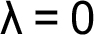 λ = 0